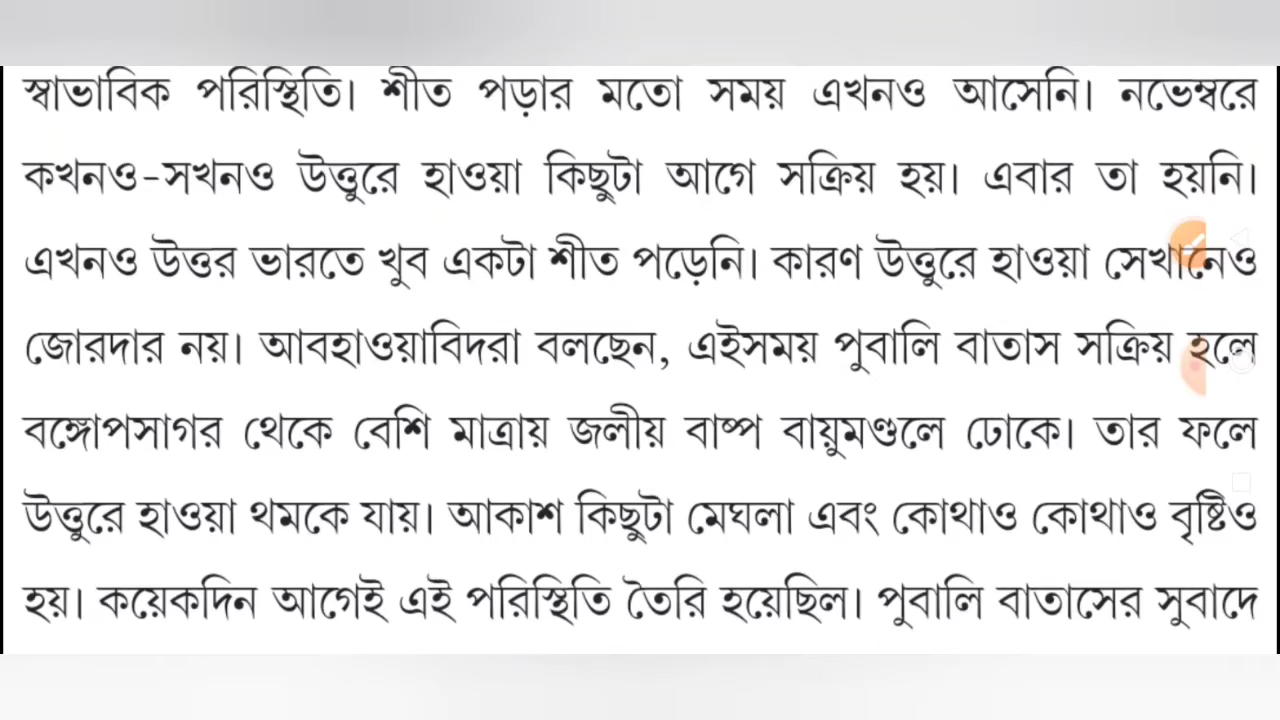 স্বাভাবিক পরিস্থিতি। শীত পড়ার মতো সময় এখনও আসেনি। নভেম্বরে
কখনও-সখনও উত্তুরে হাওয়া কিছুটা আগে সক্রিয় হয়। এবার তা হয়নি।
এখনও উত্তর ভারতে খুব একটা শীত পড়েনি। কারণ উত্তুরে হাওয়া সেখানেও
জোরদার নয়। আবহাওয়াবিদরা বলছেন, এইসময় পুবালি বাতাস সক্রিয় হলে
বঙ্গোপসাগর থেকে বেশি মাত্রায় জলীয় বাষ্প বায়ুমণ্ডলে ঢোকে। তার ফলে
উত্তুরে হাওয়া থমকে যায়। আকাশ কিছুটা মেঘলা এবং কোথাও কোথাও বৃষ্টিও
হয়। কয়েকদিন আগেই এই পরিস্থিতি তৈরি হয়েছিল। পুবালি বাতাসের সুবাদে